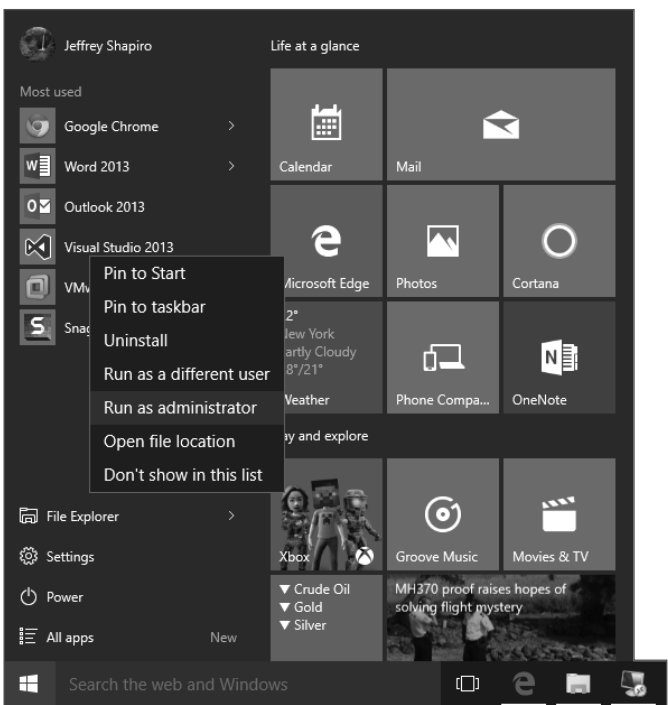 Jeffrey Shapiro
Most used
Google Chrome
Word 2013
Outlook 2013
Visual Studio 2013
Pin to Start
Pin to taskbar
Uninstall
Run as a different user
Run as administrator
Open file location
Don't show in this list
File Explorer
Settings
Power
All apps New
Life at a glance
Calendar
Mail
Microsoft Edge
Photos
Cortana
Cloudy
Weather
Phone Compa...
OneNote
and explore
Xbox
Groove Music
Movies & TV
▼ Crude Oil
▼ Gold
▼ Silver
MH370 proof raises hopes of
solving flight mystery
Search the web and Windows